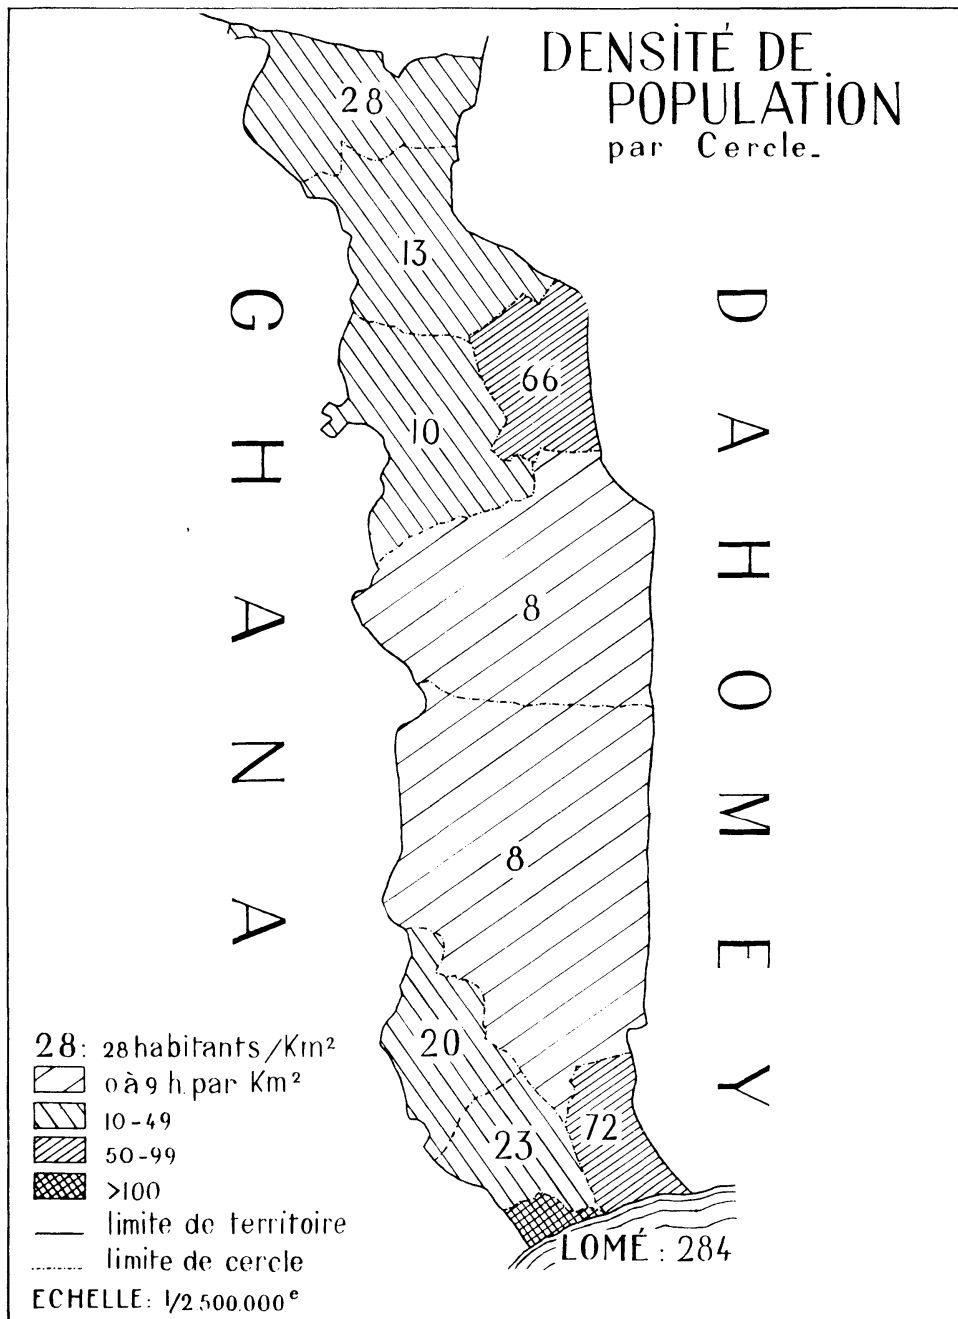 DENSITÉ DE
POPULATION
par Cercle_
28
13
66
10
8
8
20
23
72
LOMÉ : 284
GHANA
DAHOMEY
28: 28 habitants/Km²
0 à 9 h. par Km²
10-49
50-99
>100
limite de territoire
limite de cercle
ECHELLE: 1/2.500.000e